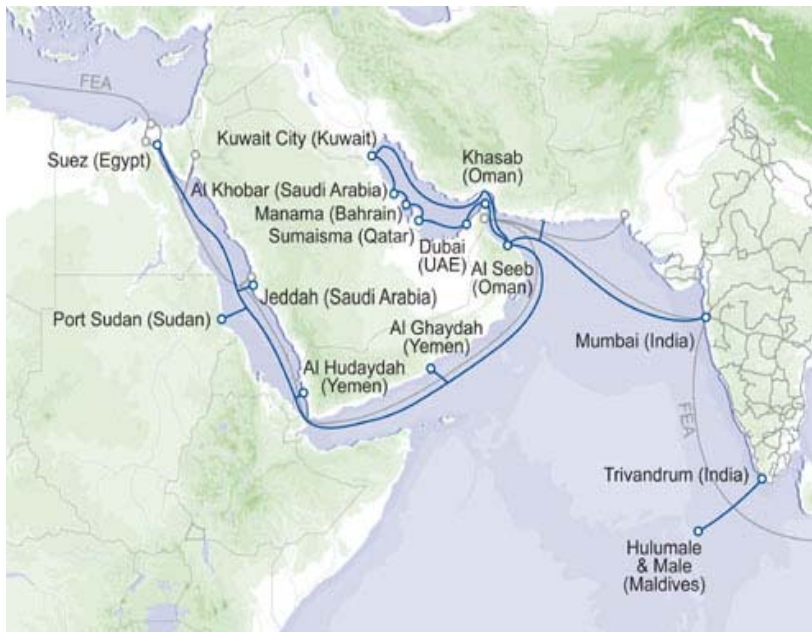 FEA
Suez (Egypt)
Kuwait City (Kuwait)
Al Khobar (Saudi Arabia)
Manama (Bahrain)
Sumaisma (Qatar)
Khasab
(Oman)
Dubai
(UAE)
Al Seeb
(Oman)
Jeddah (Saudi Arabia)
Port Sudan (Sudan)
Al Ghaydah
(Yemen)
Al Hudaydah
(Yemen)
Mumbai (India)
FEA
Trivandrum (India)
Hulumale
& Male
(Maldives)